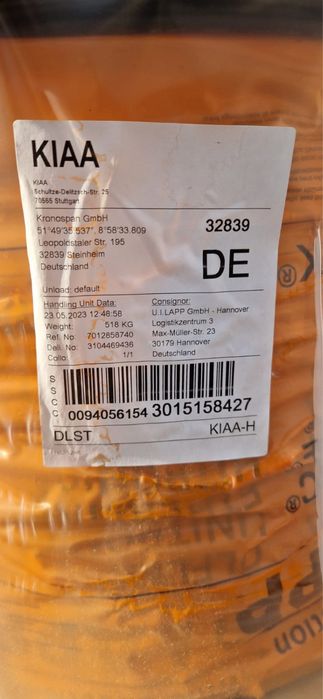 KIAA
KIAA
Schultze-Delitzsch-Str. 25
70565 Stuttgart
Kronospan GmbH
51°49'35.537", 8°58'33.809
Leopoldstaler Str. 195
32839 Steinheim
Deutschland
32839
DE
Unload: default
Handling Unit Data:
23.05.2023 12:48:58
Weight: 518 KG
Ref. No: 7012658740
Deli. No: 3104469436
Collo: 1/1
Consignor:
U.I.LAPP GmbH - Hannover
Logistikzentrum 3
Max-Müller-Str. 23
30179 Hannover
Deutschland
S
S
C
C
0094056154 3015158427
DLST
KIAA-H